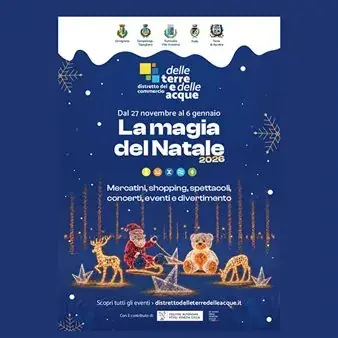 delle
terre
e delle
acque
distretto del
commercio
Dal 27 novembre al 6 gennaio
La magia
del Natale
2026
Mercatini, shopping, spettacoli,
concerti, eventi e divertimento
Scopri tutti gli eventi › distrettodelleterredelleacque.it
Con il contributo di